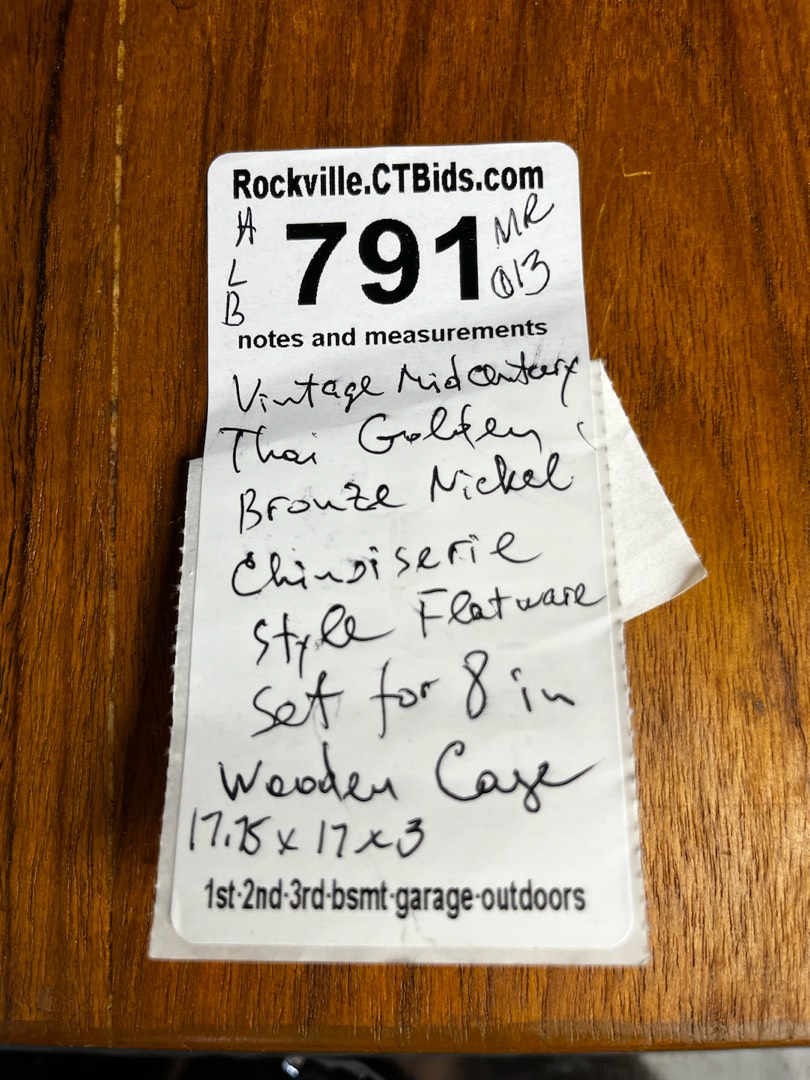 Rockville.CTBids.com
A
L
B
791
MR
013
notes and measurements
Vintage Midcentury
Thai Golden
Bronze Nickel
Chinoiserie
Style Flatware
Set for 8 in
Wooden Case
17.75 x 17 x 3
1st·2nd·3rd·bsmt·garage·outdoors